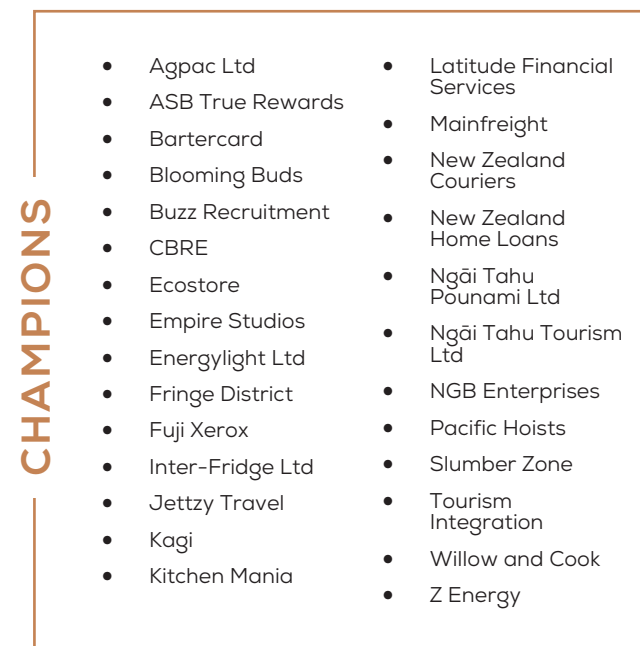 CHAMPIONS
• Agpac Ltd
• ASB True Rewards
• Bartercard
• Blooming Buds
• Buzz Recruitment
• CBRE
• Ecostore
• Empire Studios
• Energylight Ltd
• Fringe District
• Fuji Xerox
• Inter-Fridge Ltd
• Jettzy Travel
• Kagi
• Kitchen Mania
• Latitude Financial
Services
• Mainfreight
• New Zealand
Couriers
• New Zealand
Home Loans
• Ngāi Tahu
Pounami Ltd
• Ngāi Tahu Tourism
Ltd
• NGB Enterprises
• Pacific Hoists
• Slumber Zone
• Tourism
Integration
• Willow and Cook
• Z Energy